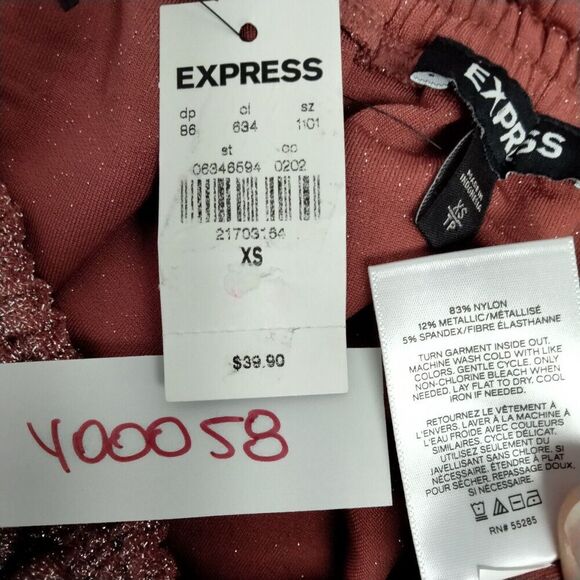 EXPRESS
dp cl sz
86 634 1101
st cc
06346594 0202
21703164
XS
$39.90
Y00058
EXPRESS
MADE IN
INDONESIA
XS
TP
83% NYLON
12% METALLIC/MÉTALLISÉ
5% SPANDEX/FIBRE ÉLASTHANNE
TURN GARMENT INSIDE OUT.
MACHINE WASH COLD WITH LIKE
COLORS. GENTLE CYCLE. ONLY
NON-CHLORINE BLEACH WHEN
NEEDED. LAY FLAT TO DRY. COOL
IRON IF NEEDED.
RETOURNEZ LE VÊTEMENT À
L'ENVERS. LAVER À LA MACHINE À
L'EAU FROIDE AVEC COULEURS
SIMILAIRES. CYCLE DÉLICAT.
UTILISEZ SEULEMENT DU
JAVELLISANT SANS CHLORE, SI
NÉCESSAIRE. ÉTENDRE À PLAT
POUR SÉCHER. REPASSAGE DOUX,
SI NÉCESSAIRE.
RN# 55285